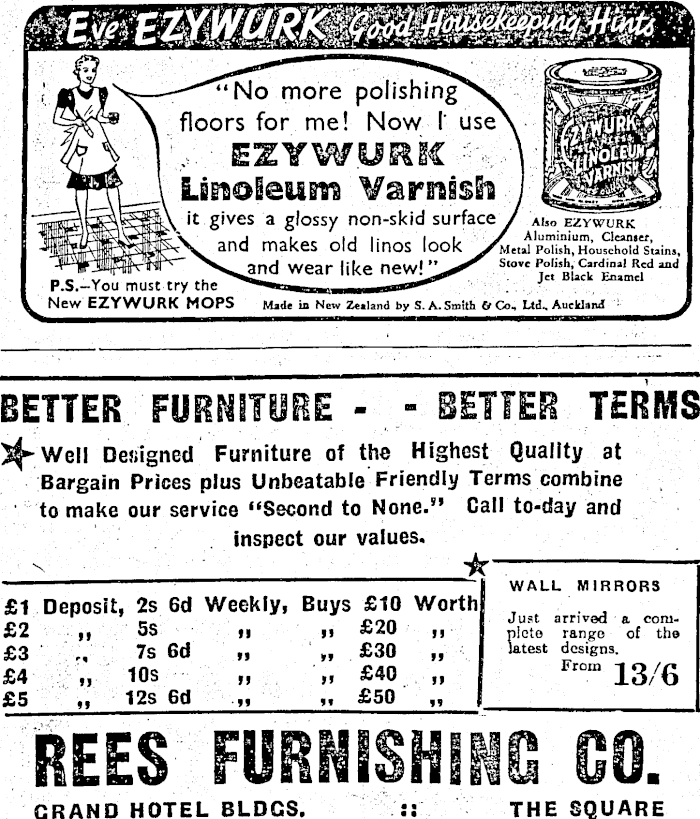 Eve EZYWURK Good Housekeeping Hints
"No more polishing
floors for me! Now I use
EZYWURK
Linoleum Varnish
it gives a glossy non-skid surface
and makes old linos look
and wear like new!"
EZYWURK
LINOLEUM
VARNISH
Also EZYWURK
Aluminium, Cleanser,
Metal Polish, Household Stains,
Stove Polish, Cardinal Red and
Jet Black Enamel
P.S.—You must try the
New EZYWURK MOPS
Made in New Zealand by S. A. Smith & Co., Ltd., Auckland
BETTER FURNITURE - - BETTER TERMS
Well Designed Furniture of the Highest Quality at
Bargain Prices plus Unbeatable Friendly Terms combine
to make our service "Second to None." Call to-day and
inspect our values.
£1 Deposit, 2s 6d Weekly, Buys £10 Worth
£2 ,, 5s ,, ,, £20 ,,
£3 ,, 7s 6d ,, ,, £30 ,,
£4 ,, 10s ,, ,, £40 ,,
£5 ,, 12s 6d ,, ,, £50 ,,
WALL MIRRORS
Just arrived a com-
plete range of the
latest designs.
From 13/6
REES FURNISHING CO.
GRAND HOTEL BLDGS. :: THE SQUARE